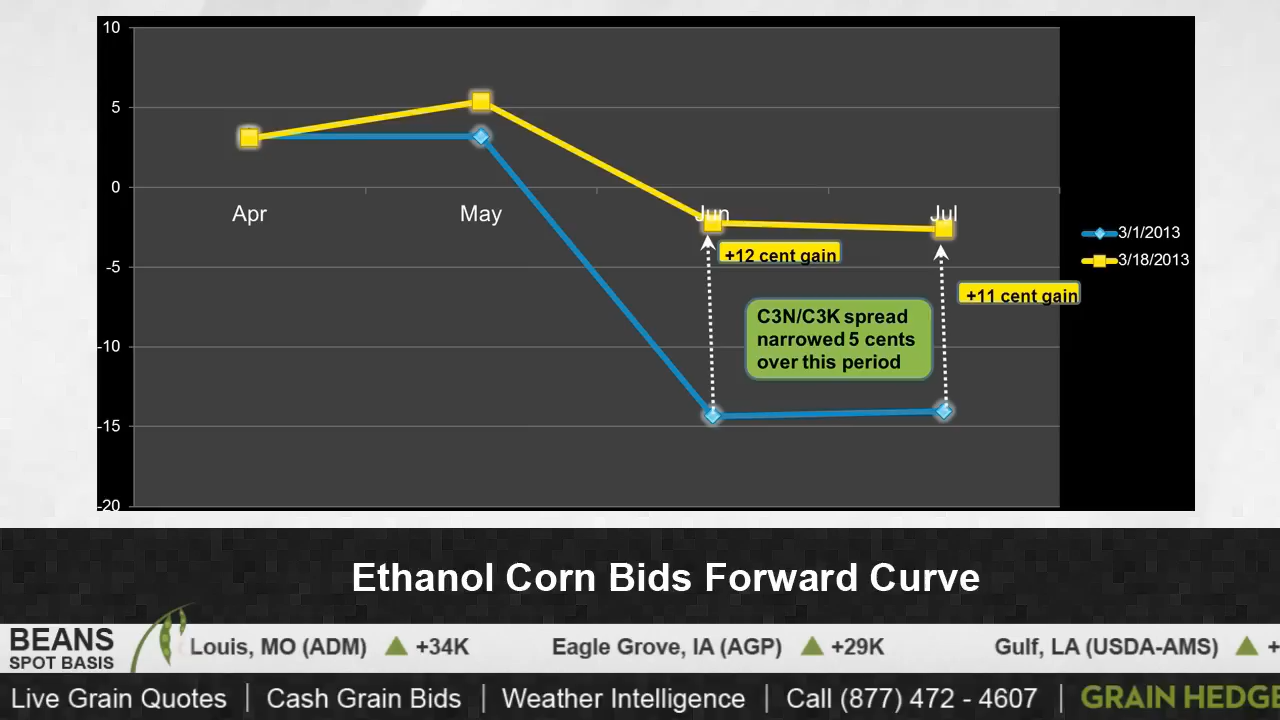 10
5
0
-5
-10
-15
-20
Apr
May
Jun
Jul
+12 cent gain
+11 cent gain
C3N/C3K spread
narrowed 5 cents
over this period
3/1/2013
3/18/2013
Ethanol Corn Bids Forward Curve
BEANS
SPOT BASIS
Louis, MO (ADM) ▲ +34K Eagle Grove, IA (AGP) ▲ +29K Gulf, LA (USDA-AMS) ▲ +
Live Grain Quotes | Cash Grain Bids | Weather Intelligence | Call (877) 472 - 4607 | GRAIN HEDGE